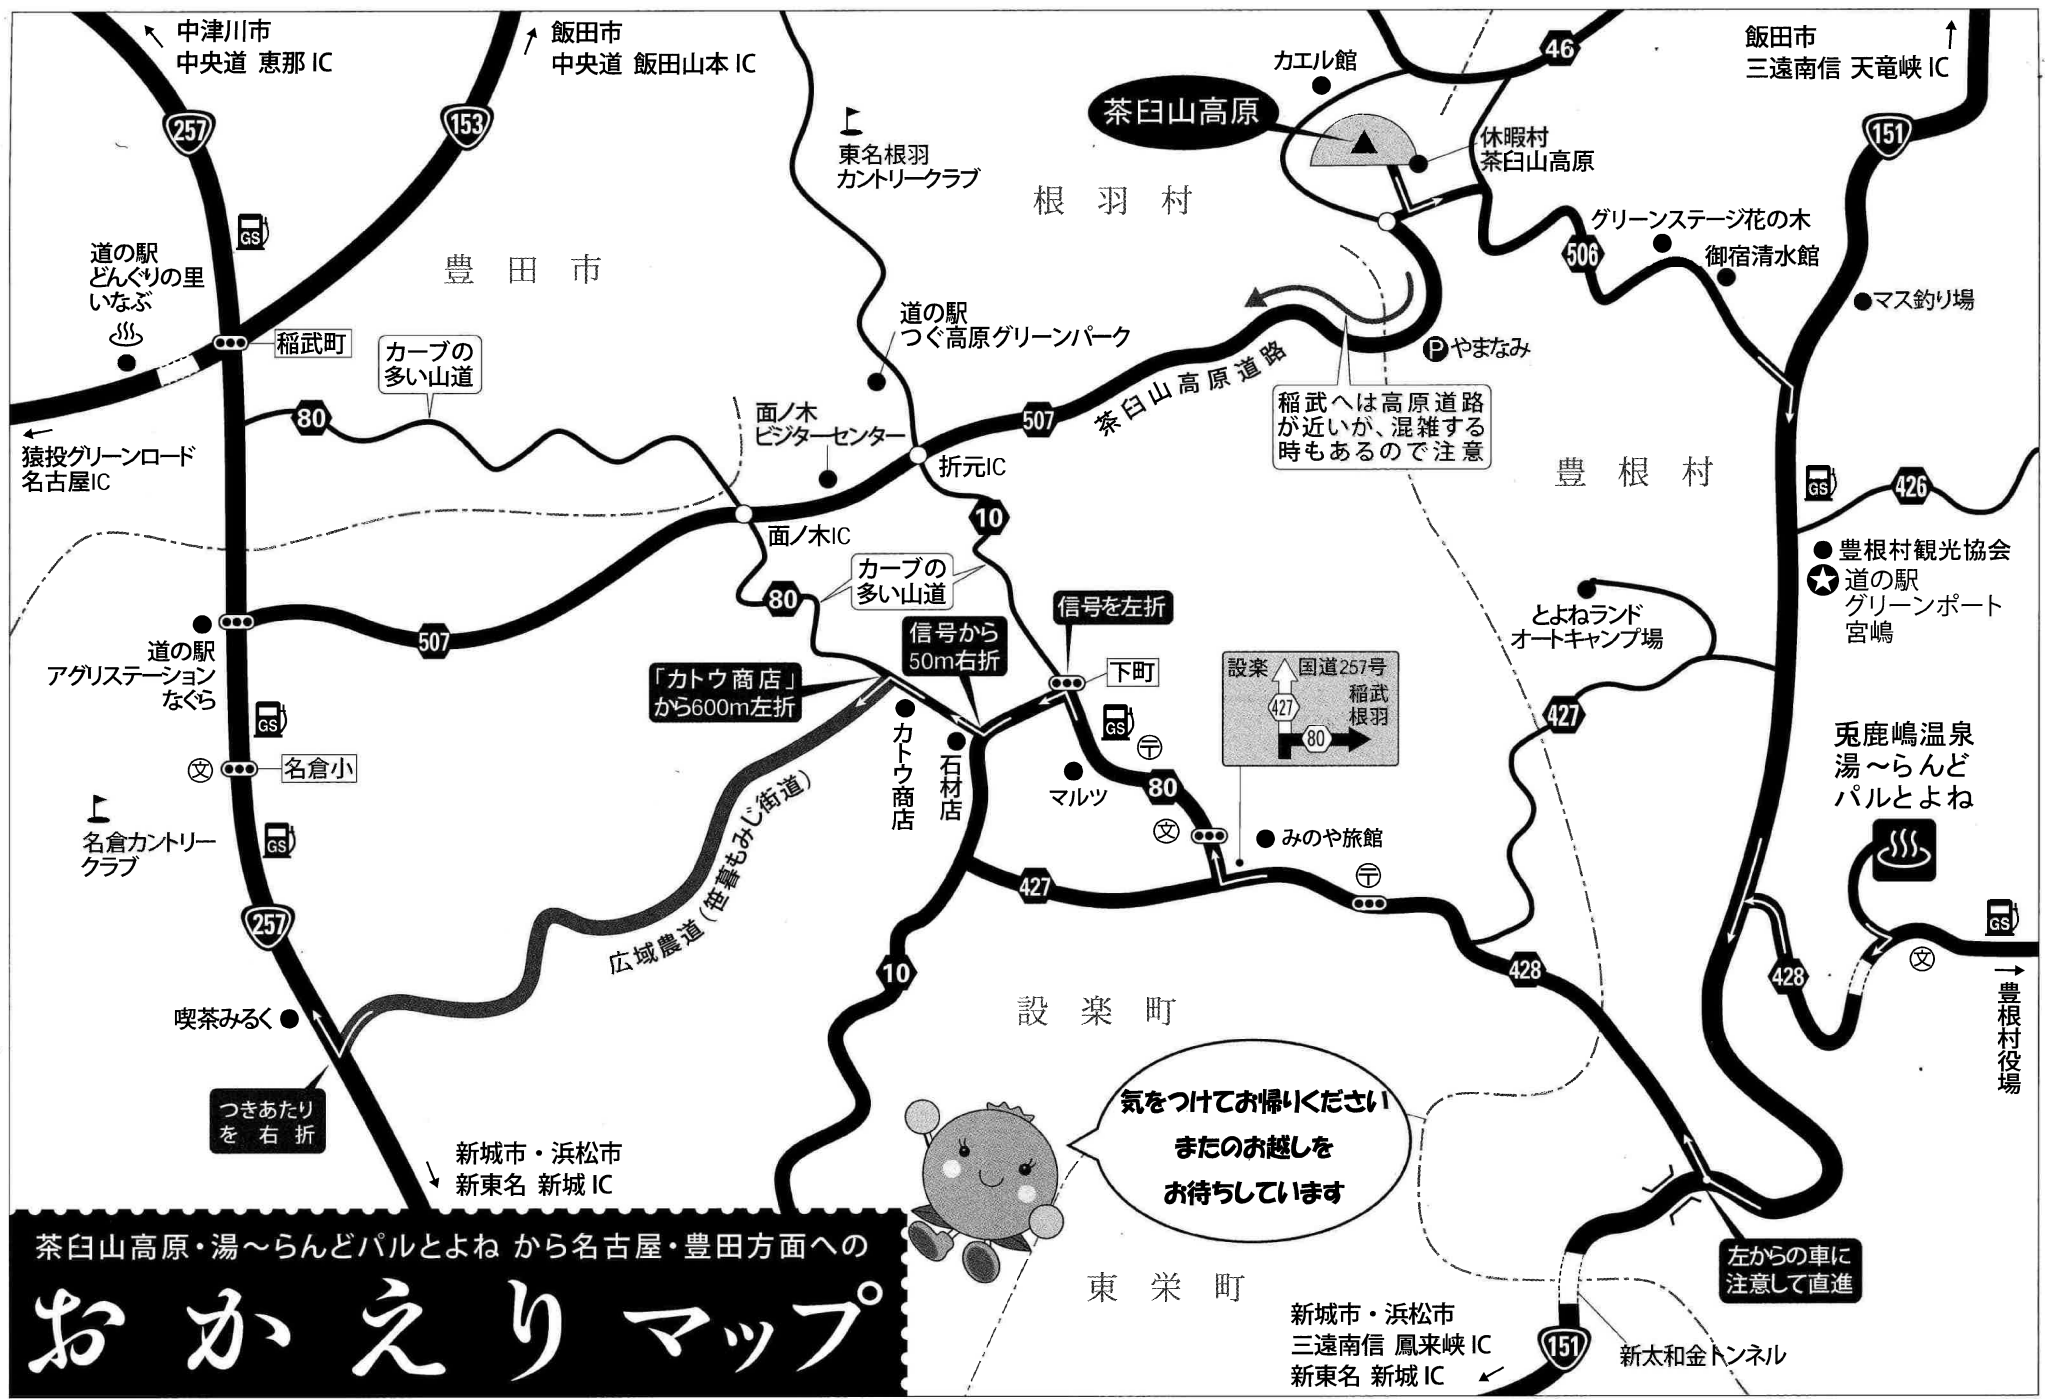 中津川市
中央道 恵那 IC
飯田市
中央道 飯田山本 IC
257
153
GS
道の駅
どんぐりの里
いなぶ
稲武町
カーブの
多い山道
80
猿投グリーンロード
名古屋IC
豊田市
東名根羽
カントリークラブ
根羽村
道の駅
つぐ高原グリーンパーク
面ノ木
ビジターセンター
折元IC
面ノ木IC
507
茶臼山高原道路
カエル館
茶臼山高原
46
休暇村
茶臼山高原
飯田市
三遠南信 天竜峡 IC
151
グリーンステージ花の木
御宿清水館
506
マス釣り場
P やまなみ
稲武へは高原道路
が近いが、混雑する
時もあるので注意
豊根村
GS
426
豊根村観光協会
道の駅
グリーンポート
宮嶋
とよねランド
オートキャンプ場
427
兎鹿嶋温泉
湯~らんど
パルとよね
GS
文
428
豊根村役場
10
カーブの
多い山道
80
信号を左折
信号から
50m右折
「カトウ商店」
から600m左折
下町
GS
〒
カトウ商店
石材店
マルツ
80
文
設楽
国道257号
稲武
根羽
427
80
みのや旅館
〒
427
428
10
507
道の駅
アグリステーション
なぐら
GS
文
名倉小
名倉カントリー
クラブ
GS
257
広域農道(笹暮もみじ街道)
喫茶みるく
つきあたり
を右折
新城市・浜松市
新東名 新城 IC
設楽町
気をつけてお帰りください
またのお越しを
お待ちしています
東栄町
左からの車に
注意して直進
新城市・浜松市
三遠南信 鳳来峡 IC
新東名 新城 IC
151
新太和金トンネル
茶臼山高原・湯~らんどパルとよね から名古屋・豊田方面への
おかえりマップ